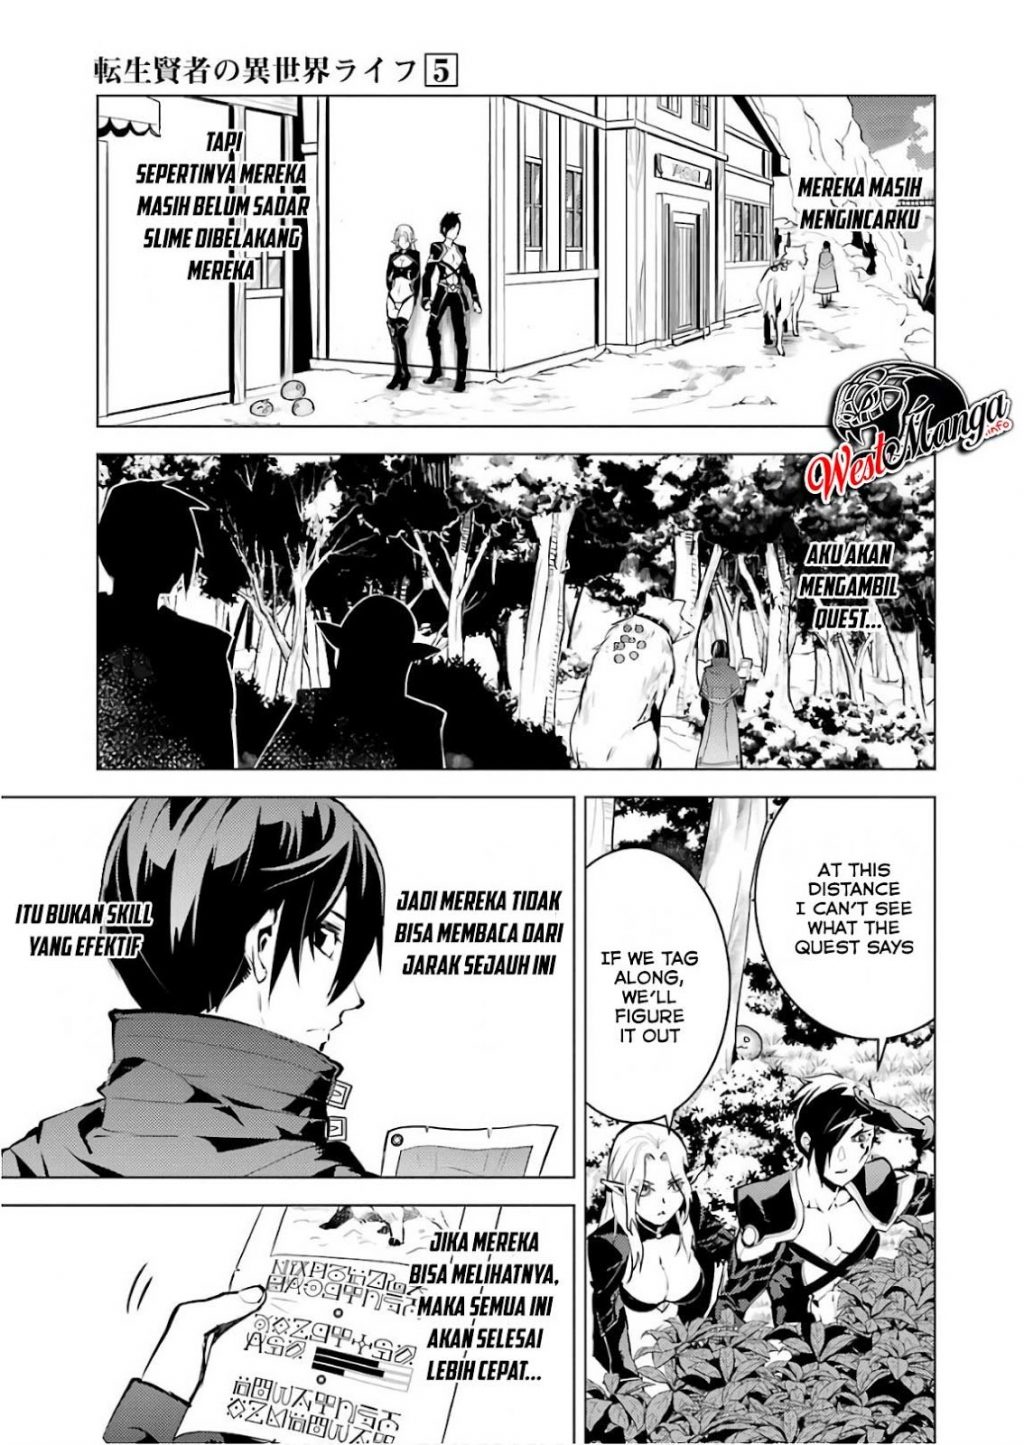 転生賢者の異世界ライフ 5
MEREKA MASIH
MENGINCARKU
TAPI
SEPERTINYA MEREKA
MASIH BELUM SADAR
SLIME DIBELAKANG
MEREKA
WestManga
.info
AKU AKAN
MENGAMBIL
QUEST...
AT THIS
DISTANCE
I CAN'T SEE
WHAT THE
QUEST SAYS
IF WE TAG
ALONG,
WE'LL
FIGURE
IT OUT
JADI MEREKA TIDAK
BISA MEMBACA DARI
JARAK SEJAUH INI
ITU BUKAN SKILL
YANG EFEKTIF
JIKA MEREKA
BISA MELIHATNYA,
MAKA SEMUA INI
AKAN SELESAI
LEBIH CEPAT...